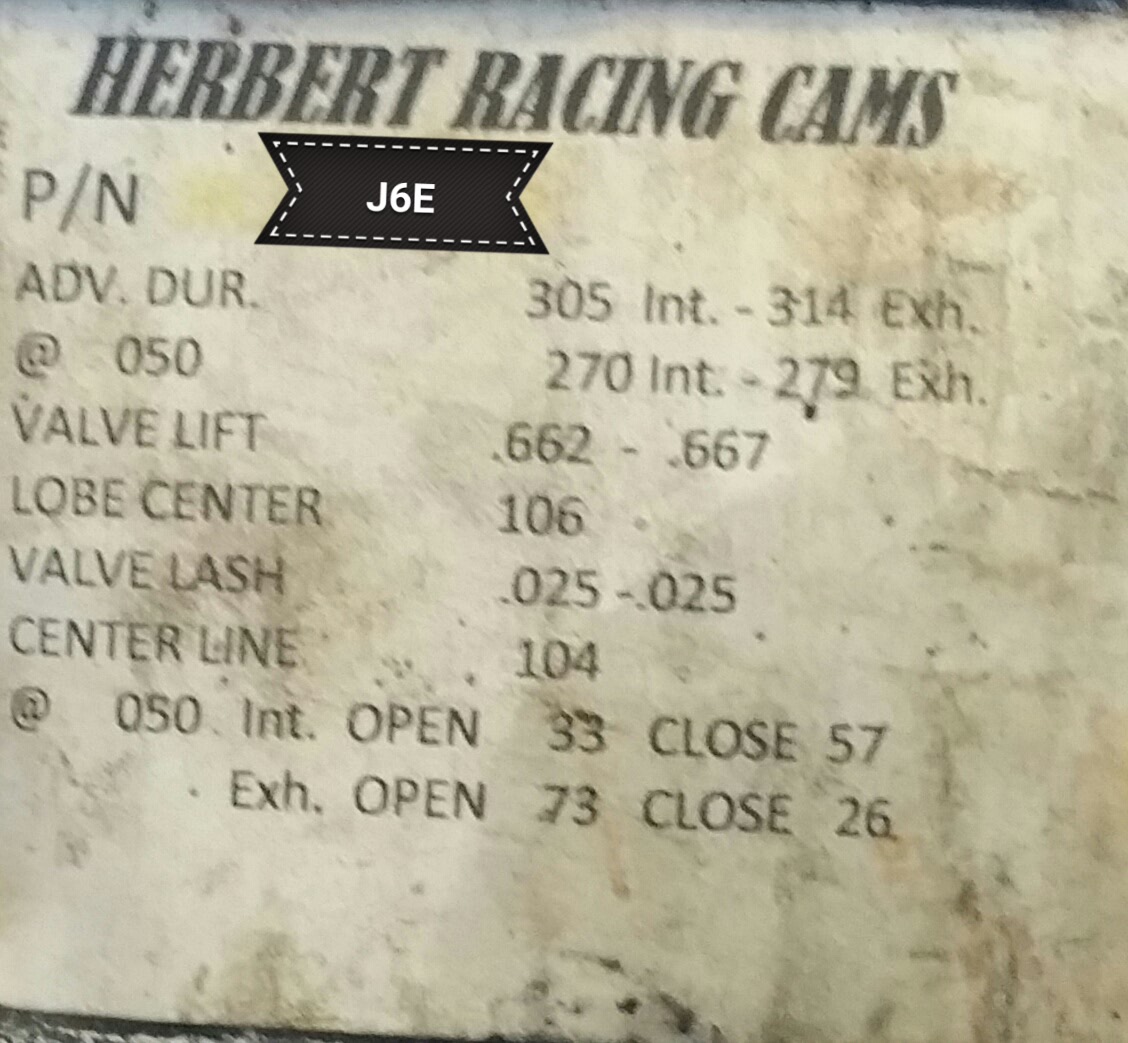 HERBERT RACING CAMS
P/N J6E
ADV. DUR. 305 Int. - 314 Exh.
@ 050 270 Int. - 279 Exh.
VALVE LIFT .662 - .667
LOBE CENTER 106
VALVE LASH .025 -.025
CENTER LINE 104
@ 050 Int. OPEN 33 CLOSE 57
Exh. OPEN 73 CLOSE 26